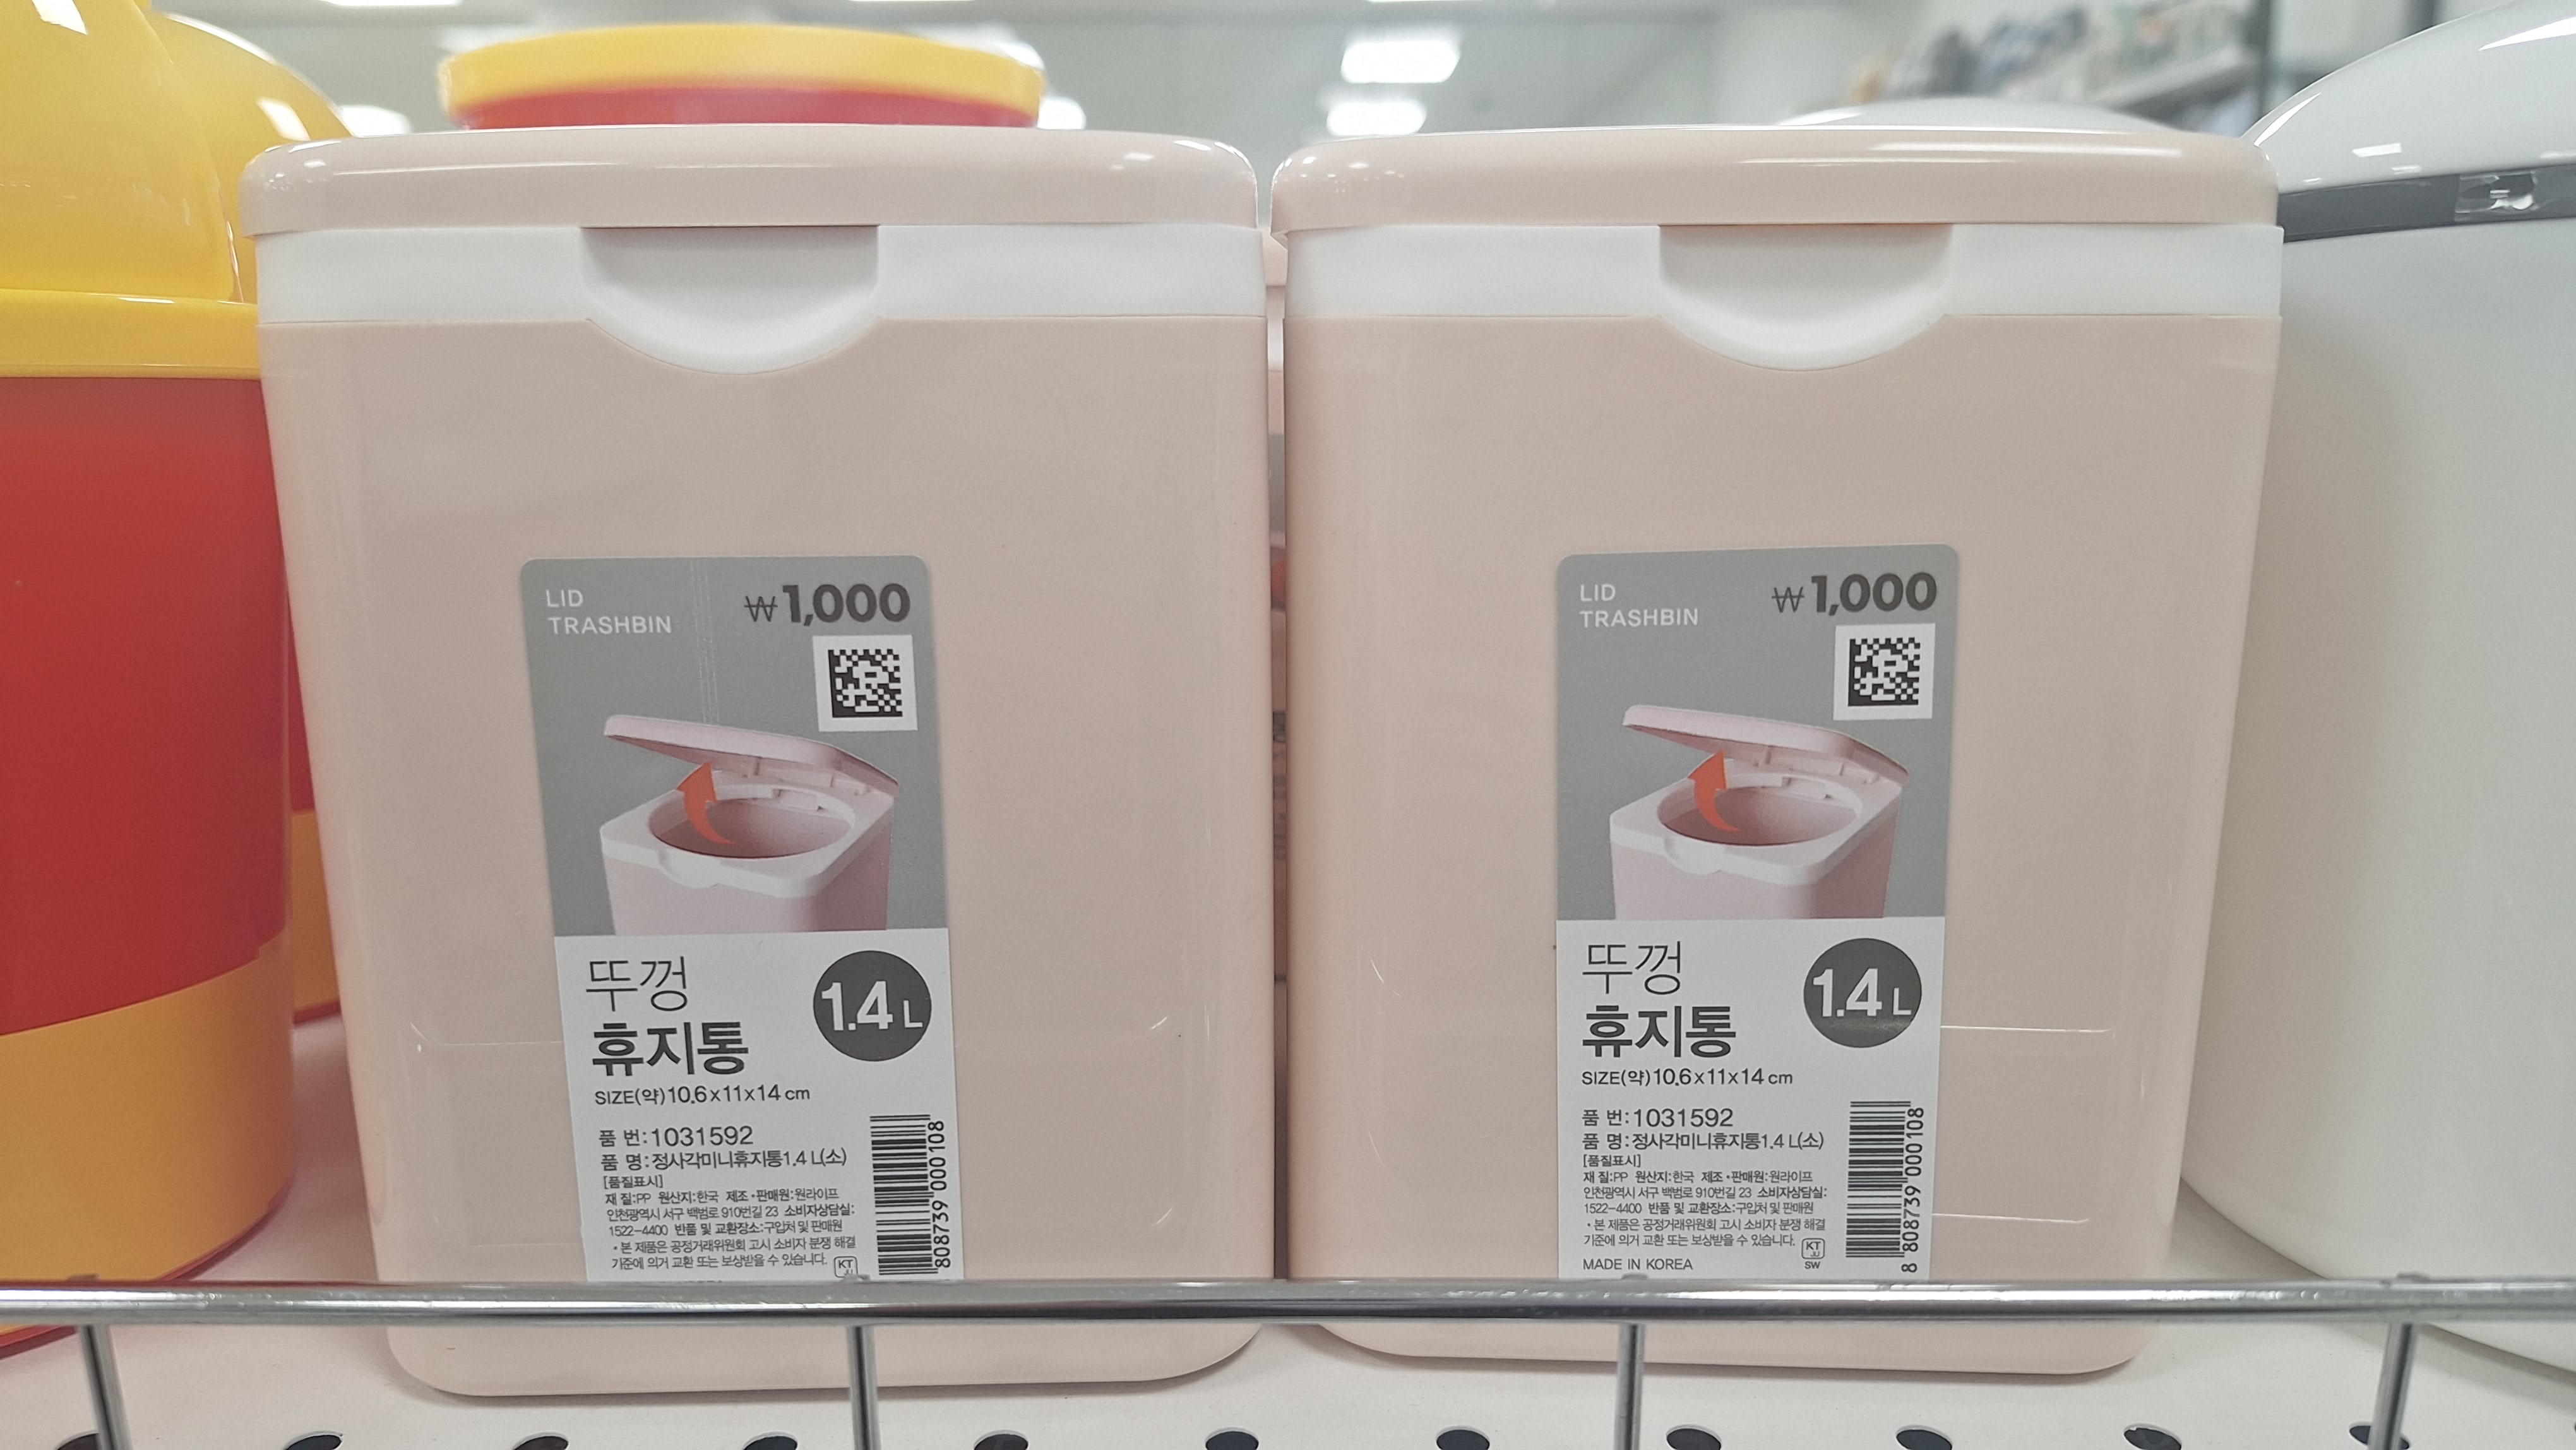 LID
TRASHBIN
₩1,000
뚜껑
휴지통
1.4 L
SIZE(약)10.6x11x14 cm
품 번:1031592
품 명:정사각미니휴지통1.4 L(소)
[품질표시]
재 질:PP 원산지:한국 제조•판매원:원라이프
인천광역시 서구 백범로 910번길 23 소비자상담실:
1522-4400 반품 및 교환장소:구입처 및 판매원
• 본 제품은 공정거래위원회 고시 소비자 분쟁 해결
기준에 의거 교환 또는 보상받을 수 있습니다.
KT
808739 000108
LID
TRASHBIN
₩1,000
뚜껑
휴지통
1.4 L
SIZE(약)10.6x11x14 cm
품 번:1031592
품 명:정사각미니휴지통1.4 L(소)
[품질표시]
재 질:PP 원산지:한국 제조•판매원:원라이프
인천광역시 서구 백범로 910번길 23 소비자상담실:
1522-4400 반품 및 교환장소:구입처 및 판매원
• 본 제품은 공정거래위원회 고시 소비자 분쟁 해결
기준에 의거 교환 또는 보상받을 수 있습니다.
MADE IN KOREA
KT
JU
SW
8 808739 000108